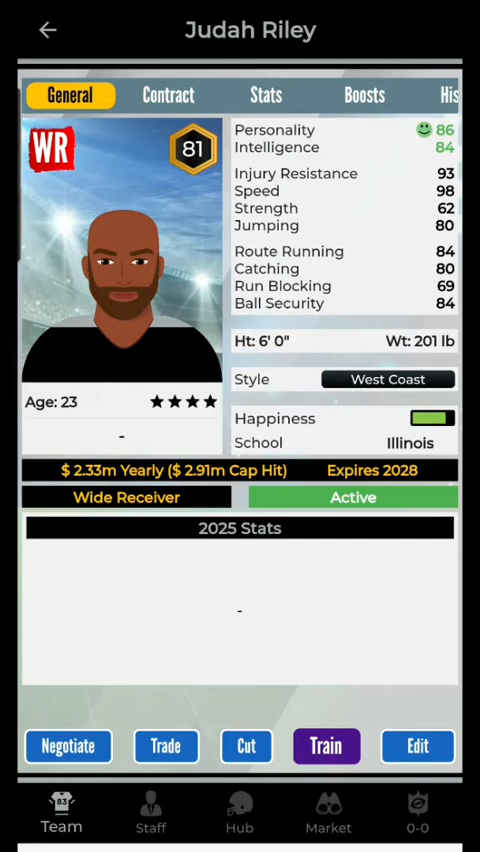 Judah Riley
General Contract Stats Boosts His
WR
81
Personality 86
Intelligence 84
Injury Resistance 93
Speed 98
Strength 62
Jumping 80
Route Running 84
Catching 80
Run Blocking 69
Ball Security 84
Ht: 6' 0" Wt: 201 lb
Style West Coast
Age: 23
-
Happiness
School Illinois
$ 2.33m Yearly ($ 2.91m Cap Hit) Expires 2028
Wide Receiver Active
2025 Stats
-
Negotiate Trade Cut Train Edit
83
Team Staff Hub Market 0-0